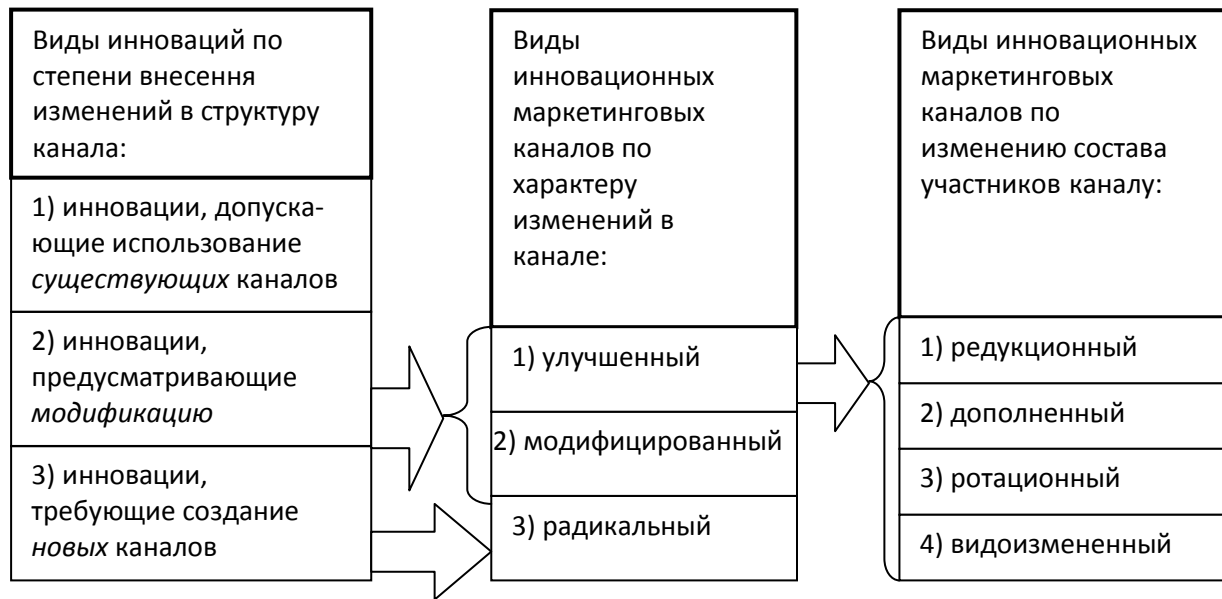 Виды инноваций по
степени внесення
изменений в структуру
канала:
1) инновации, допуска-
ющие использование
существующих каналов
2) инновации,
предусматривающие
модификацию
3) инновации,
требующие создание
новых каналов
Виды
инновационных
маркетинговых
каналов по
характеру
изменений в
канале:
1) улучшенный
2) модифицированный
3) радикальный
Виды инновационных
маркетинговых
каналов по
изменению состава
участников каналу:
1) редукционный
2) дополненный
3) ротационный
4) видоизмененный